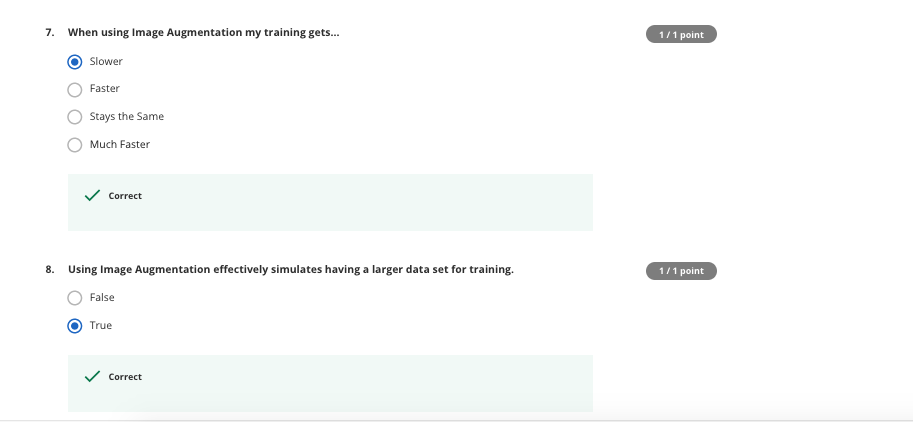 7. When using Image Augmentation my training gets... 1 / 1 point
Slower
Faster
Stays the Same
Much Faster
Correct
8. Using Image Augmentation effectively simulates having a larger data set for training. 1 / 1 point
False
True
Correct